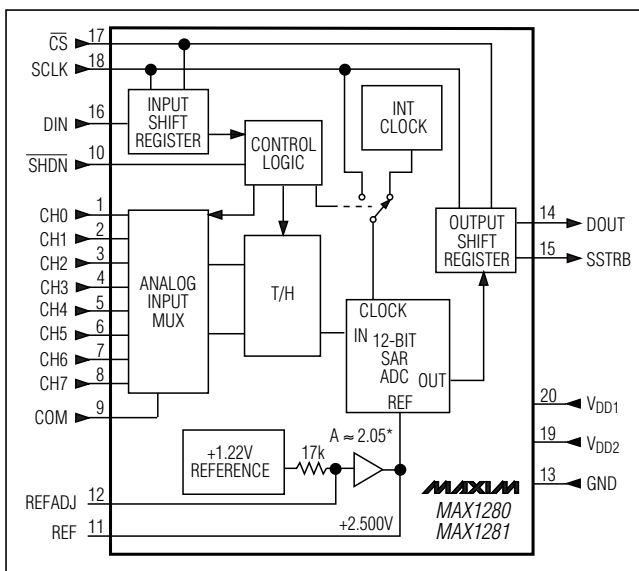 CS 17
SCLK 18
DIN 16
SHDN 10
CH0 1
CH1 2
CH2 3
CH3 4
CH4 5
CH5 6
CH6 7
CH7 8
COM 9
REFADJ 12
REF 11
INPUT
SHIFT
REGISTER
CONTROL
LOGIC
INT
CLOCK
ANALOG
INPUT
MUX
T/H
CLOCK
IN
12-BIT
SAR
ADC
OUT
REF
OUTPUT
SHIFT
REGISTER
14 DOUT
15 SSTRB
+1.22V
REFERENCE
17k
A ≈ 2.05*
+2.500V
20 VDD1
19 VDD2
13 GND
MAXIM
MAX1280
MAX1281